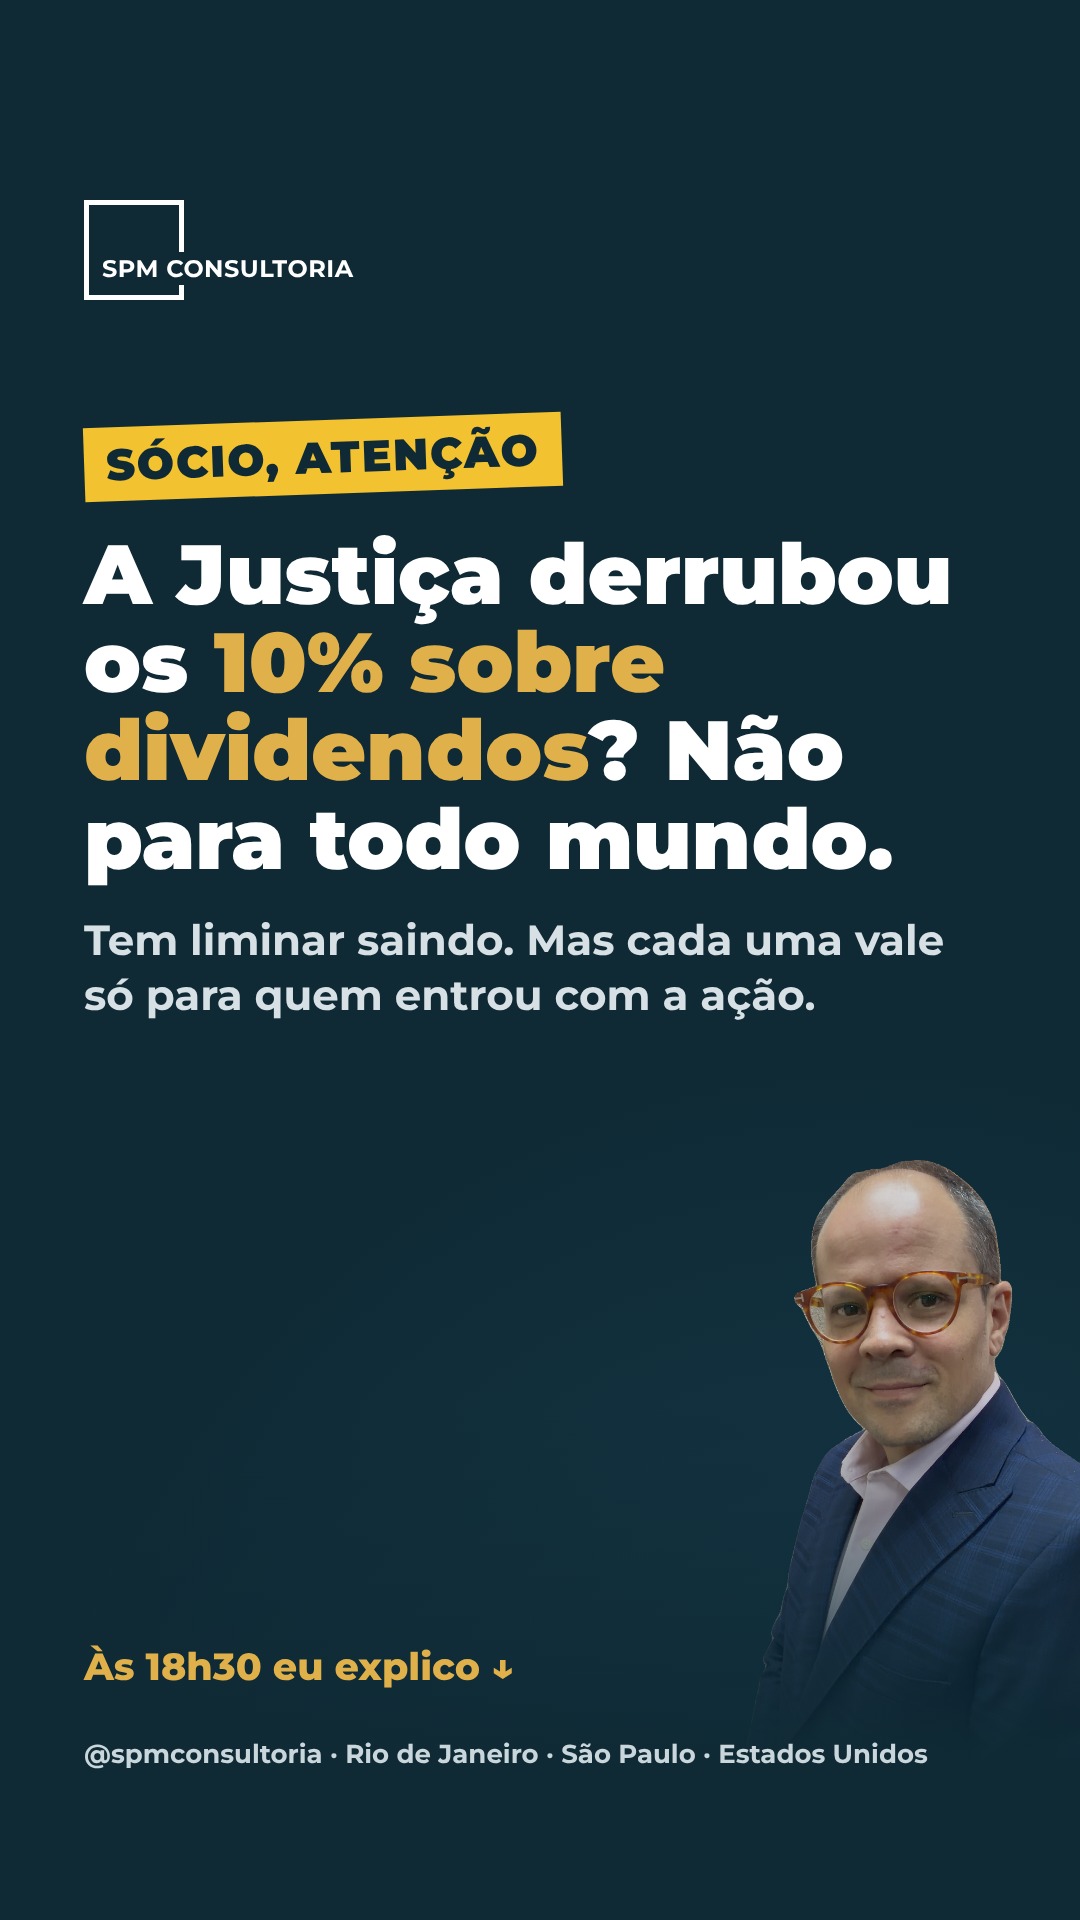 SPM CONSULTORIA
SÓCIO, ATENÇÃO
A Justiça derrubou
os 10% sobre
dividendos? Não
para todo mundo.
Tem liminar saindo. Mas cada uma vale
só para quem entrou com a ação.
Às 18h30 eu explico ↓
@spmconsultoria · Rio de Janeiro · São Paulo · Estados Unidos